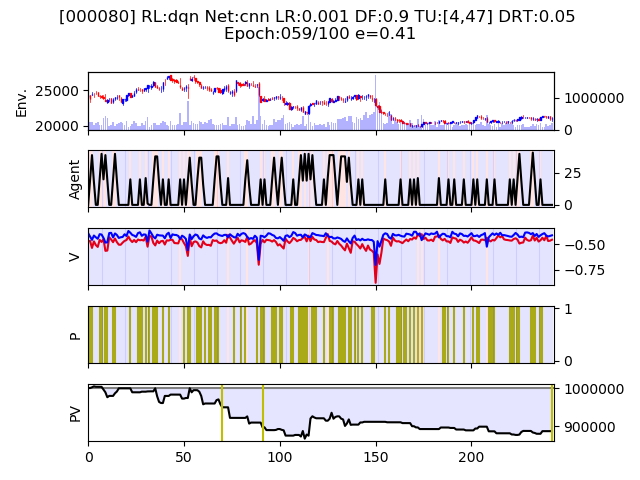 [000080] RL:dqn Net:cnn LR:0.001 DF:0.9 TU:[4,47] DRT:0.05
Epoch:059/100 e=0.41
Env.
25000
20000
1000000
0
Agent
25
0
V
−0.50
−0.75
P
1
0
PV
1000000
900000
0 50 100 150 200